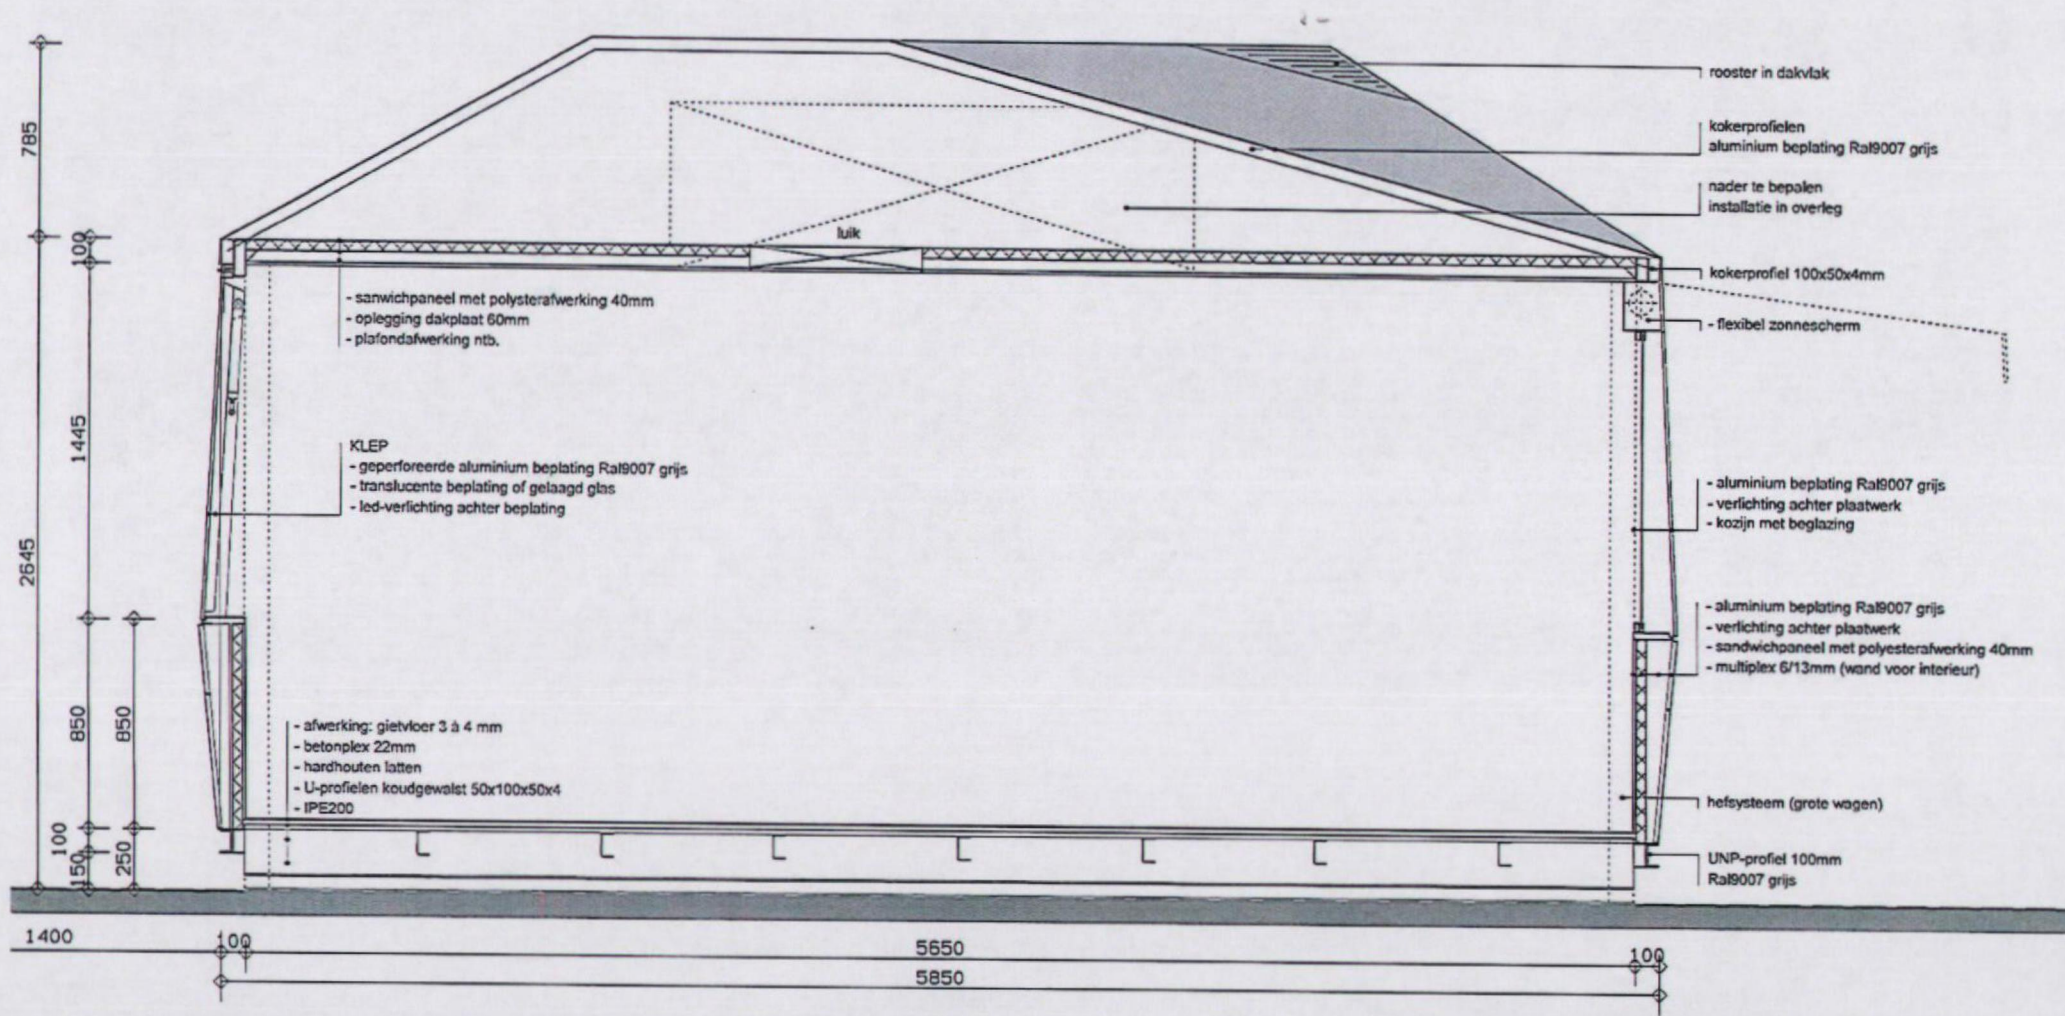 rooster in dakvlak
kokerprofielen
aluminium beplating Ral9007 grijs
nader te bepalen
installatie in overleg
luik
kokerprofiel 100x50x4mm
- flexibel zonnescherm
- sanwichpaneel met polysterafwerking 40mm
- oplegging dakplaat 60mm
- plafondafwerking ntb.
KLEP
- geperforeerde aluminium beplating Ral9007 grijs
- translucente beplating of gelaagd glas
- led-verlichting achter beplating
- aluminium beplating Ral9007 grijs
- verlichting achter plaatwerk
- kozijn met beglazing
- aluminium beplating Ral9007 grijs
- verlichting achter plaatwerk
- sandwichpaneel met polyesterafwerking 40mm
- multiplex 6/13mm (wand voor interieur)
- afwerking: gietvloer 3 à 4 mm
- betonplex 22mm
- hardhouten latten
- U-profielen koudgewalst 50x100x50x4
- IPE200
hefsysteem (grote wagen)
UNP-profiel 100mm
Ral9007 grijs
785
100
1445
2645
850
850
100
150
250
1400
100
5650
100
5850